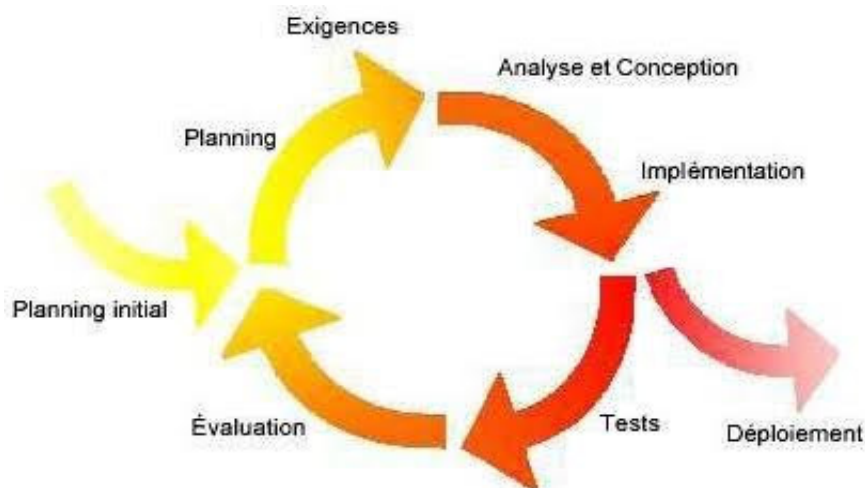 Exigences
Analyse et Conception
Planning
Implémentation
Planning initial
Évaluation
Tests
Déploiement